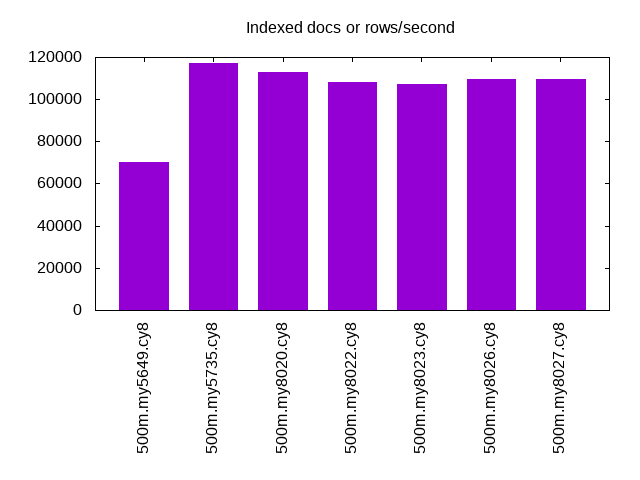 Indexed docs or rows/second
120000
100000
80000
60000
40000
20000
0
500m.my5649.cy8
500m.my5735.cy8
500m.my8020.cy8
500m.my8022.cy8
500m.my8023.cy8
500m.my8026.cy8
500m.my8027.cy8